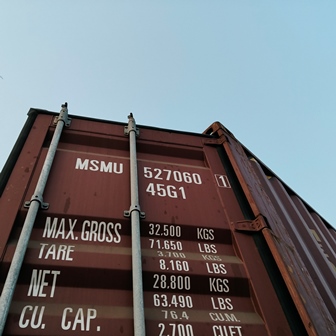 MSMU 527060 1
45G1
MAX.GROSS 32.500 KGS
71.650 LBS
TARE 3.700 KGS
8.160 LBS
NET 28.800 KGS
63.490 LBS
CU. CAP. 76.4 CU.M.
2.700 CU.FT.